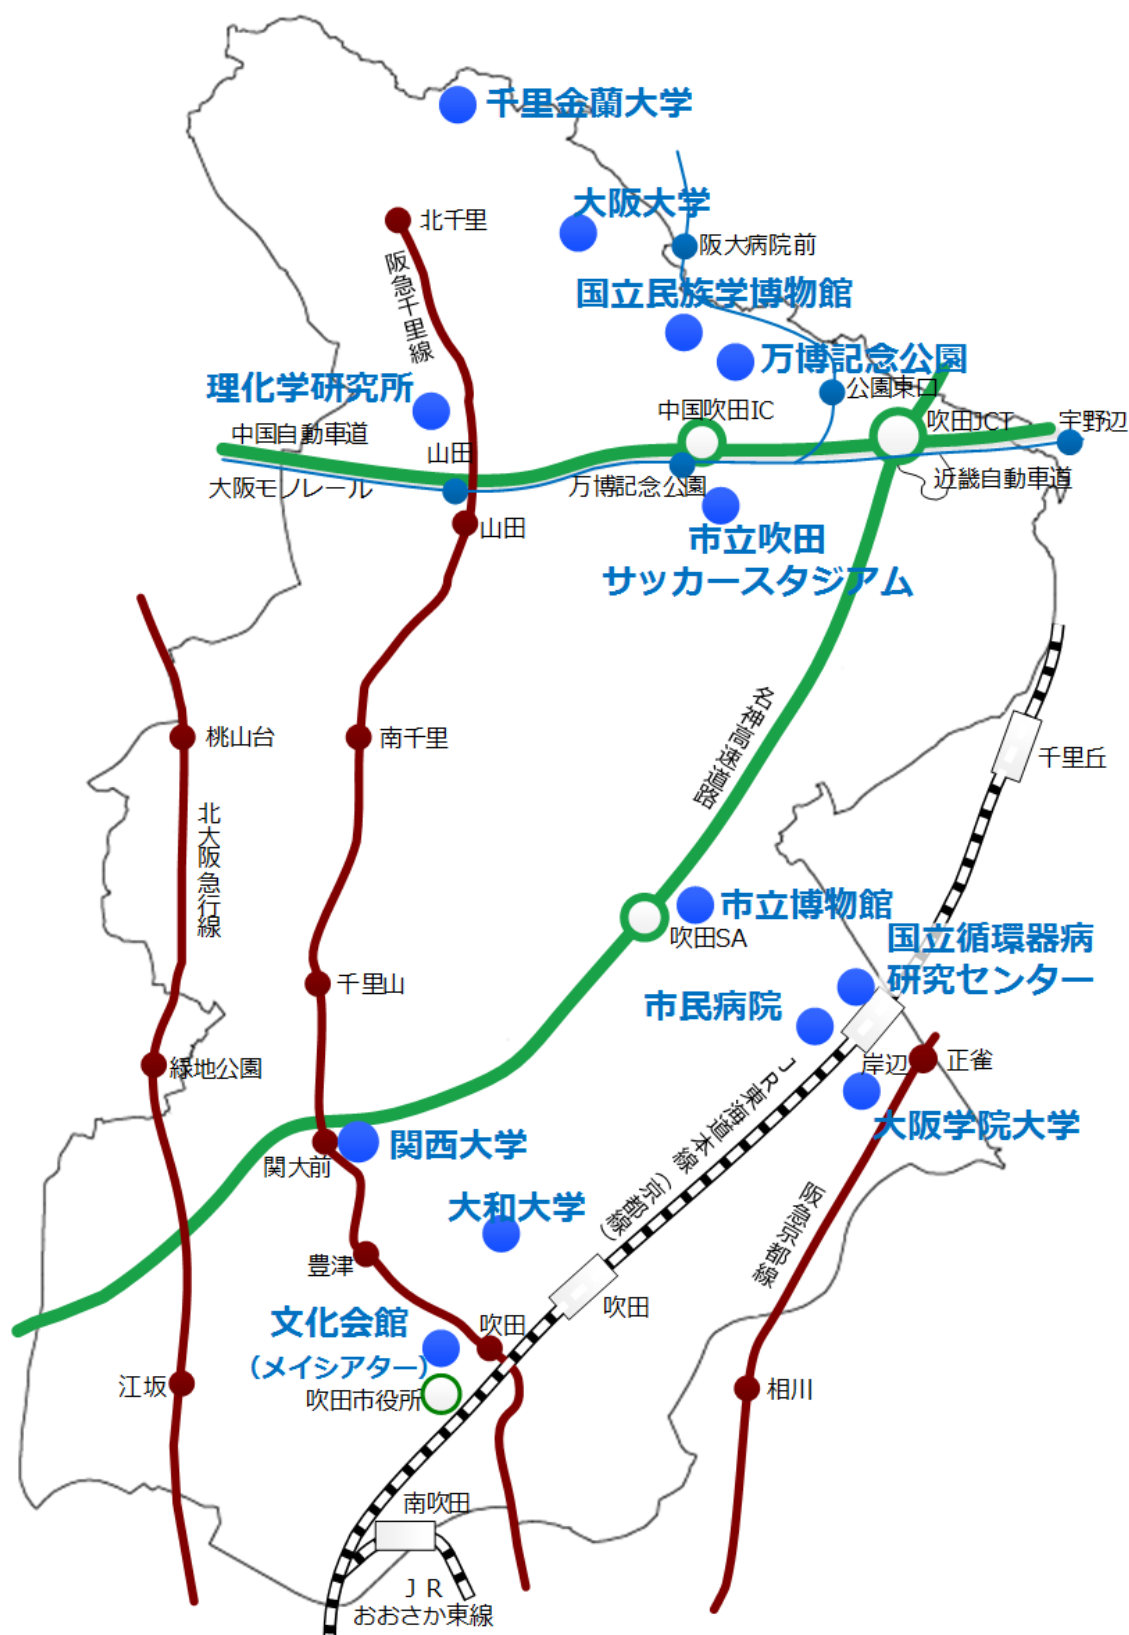 千里金蘭大学
大阪大学
北千里
阪大病院前
阪急千里線
国立民族学博物館
万博記念公園
理化学研究所
公園東口
中国吹田IC
吹田JCT
宇野辺
中国自動車道
山田
大阪モノレール
万博記念公園
近畿自動車道
山田
市立吹田
サッカースタジアム
名神高速道路
桃山台
南千里
千里丘
北大阪急行線
市立博物館
吹田SA
国立循環器病
研究センター
千里山
市民病院
緑地公園
岸辺
正雀
JR東海道本線(京都線)
大阪学院大学
関西大学
関大前
大和大学
阪急京都線
豊津
吹田
文化会館
吹田
(メイシアター)
江坂
吹田市役所
相川
南吹田
JR
おおさか東線